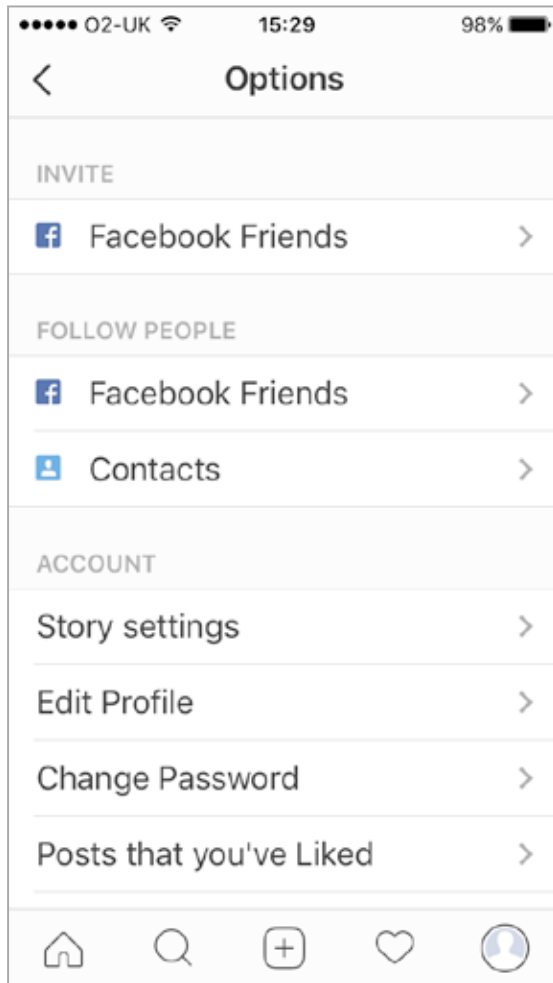 O2-UK 15:29 98%
Options
INVITE
Facebook Friends
FOLLOW PEOPLE
Facebook Friends
Contacts
ACCOUNT
Story settings
Edit Profile
Change Password
Posts that you've Liked